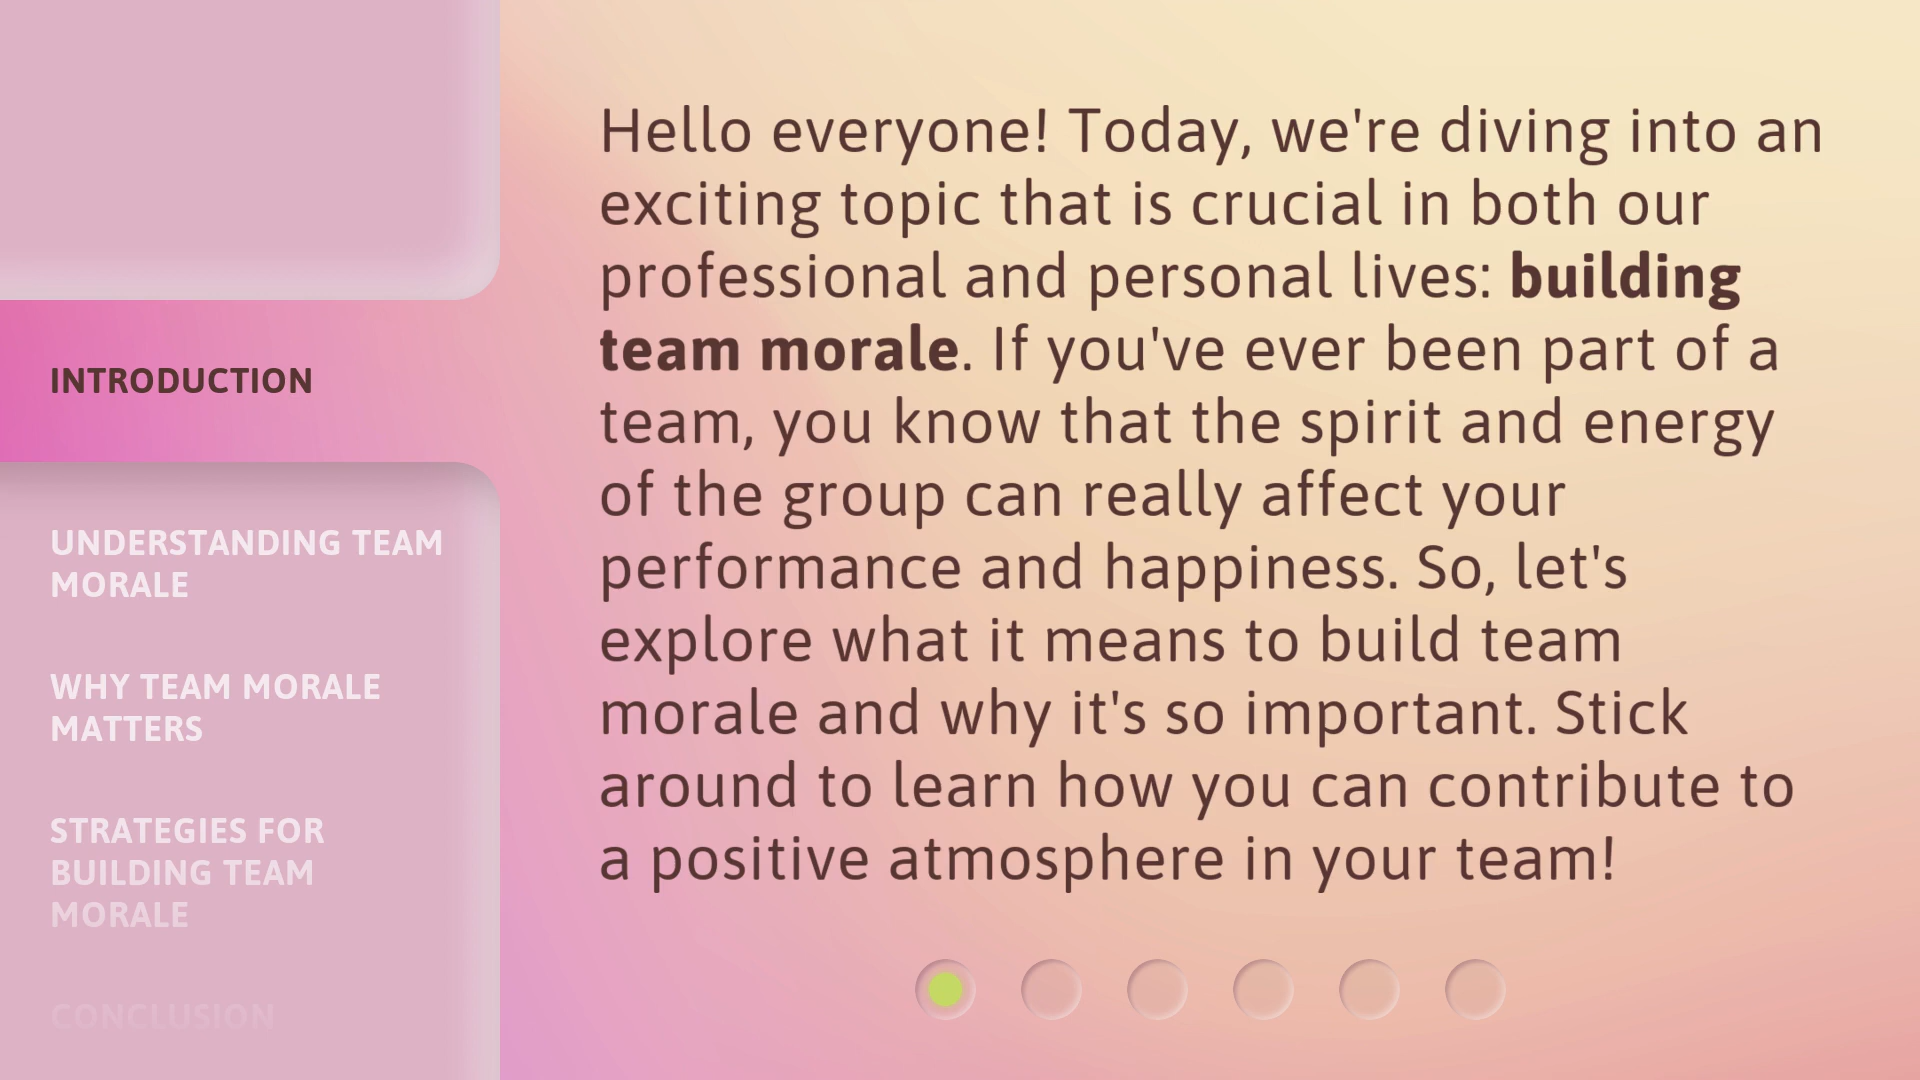 INTRODUCTION
UNDERSTANDING TEAM
MORALE
WHY TEAM MORALE
MATTERS
STRATEGIES FOR
BUILDING TEAM
MORALE
CONCLUSION
Hello everyone! Today, we're diving into an
exciting topic that is crucial in both our
professional and personal lives: building
team morale. If you've ever been part of a
team, you know that the spirit and energy
of the group can really affect your
performance and happiness. So, let's
explore what it means to build team
morale and why it's so important. Stick
around to learn how you can contribute to
a positive atmosphere in your team!